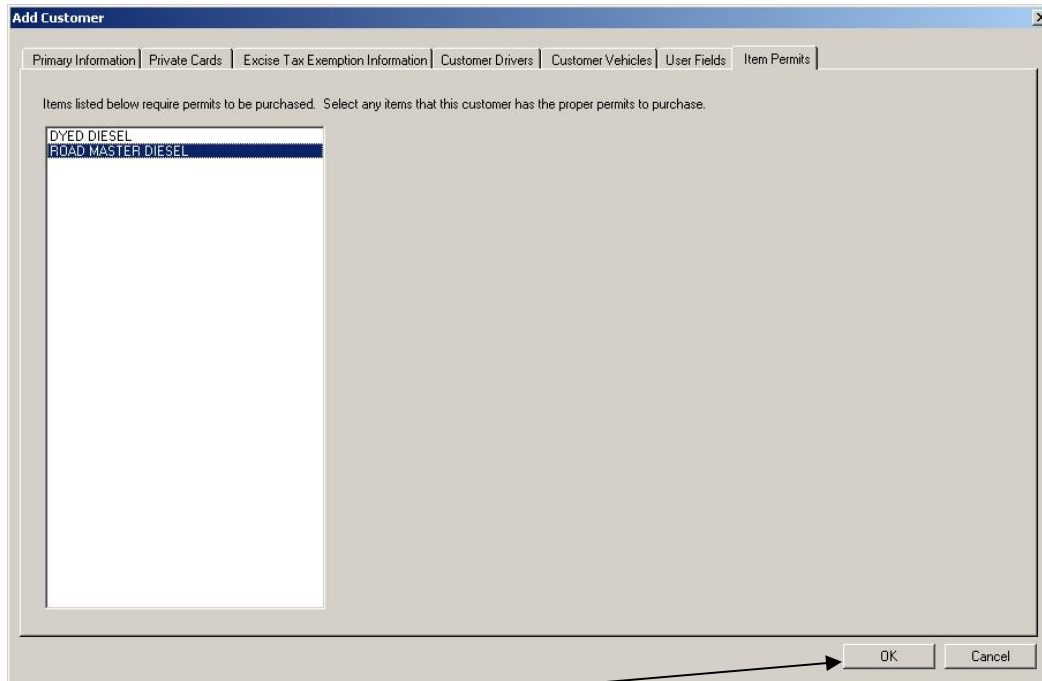 Add Customer
Primary Information Private Cards Excise Tax Exemption Information Customer Drivers Customer Vehicles User Fields Item Permits
Items listed below require permits to be purchased. Select any items that this customer has the proper permits to purchase.
DYED DIESEL
ROAD MASTER DIESEL
OK Cancel